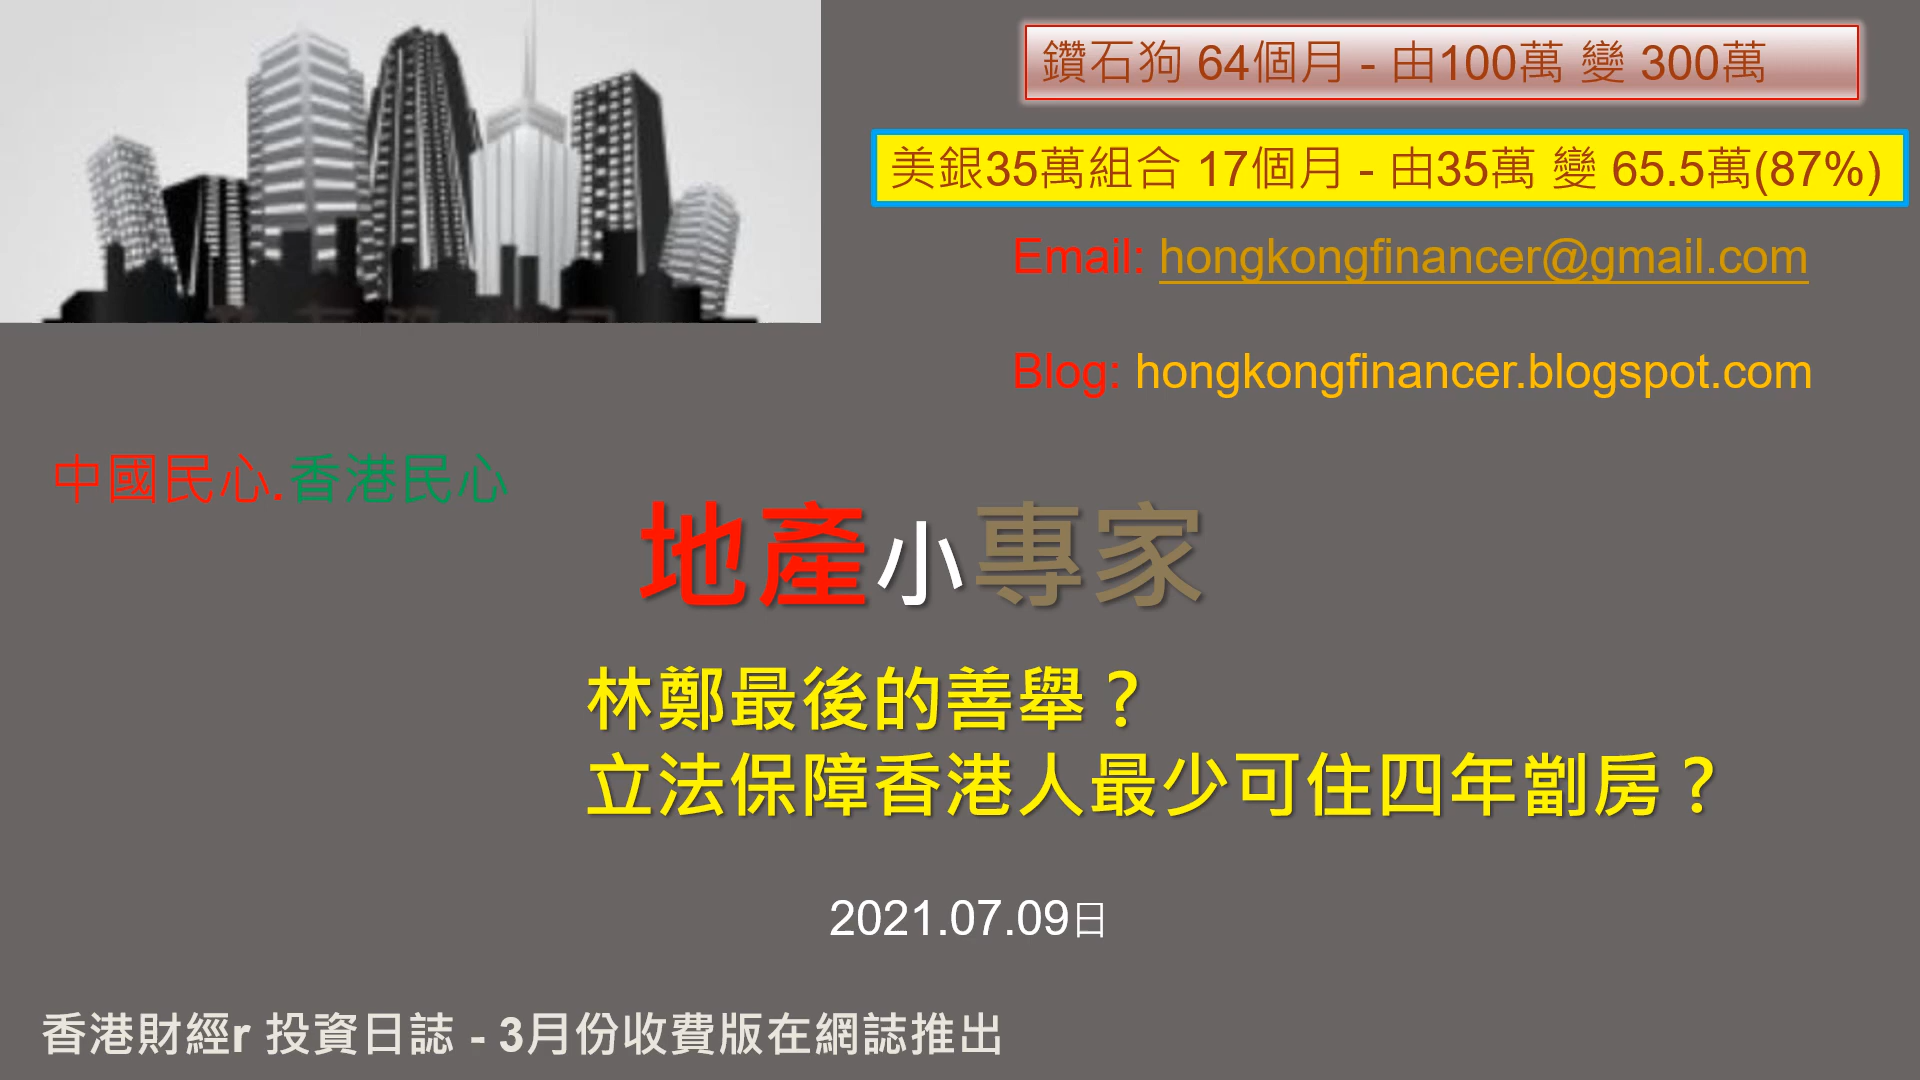 鑽石狗 64個月 - 由100萬 變 300萬
美銀35萬組合 17個月 - 由35萬 變 65.5萬(87%)
Email: hongkongfinancer@gmail.com
Blog: hongkongfinancer.blogspot.com
中國民心.香港民心
地產小專家
林鄭最後的善舉？
立法保障香港人最少可住四年劏房？
2021.07.09日
香港財經r 投資日誌 - 3月份收費版在網誌推出